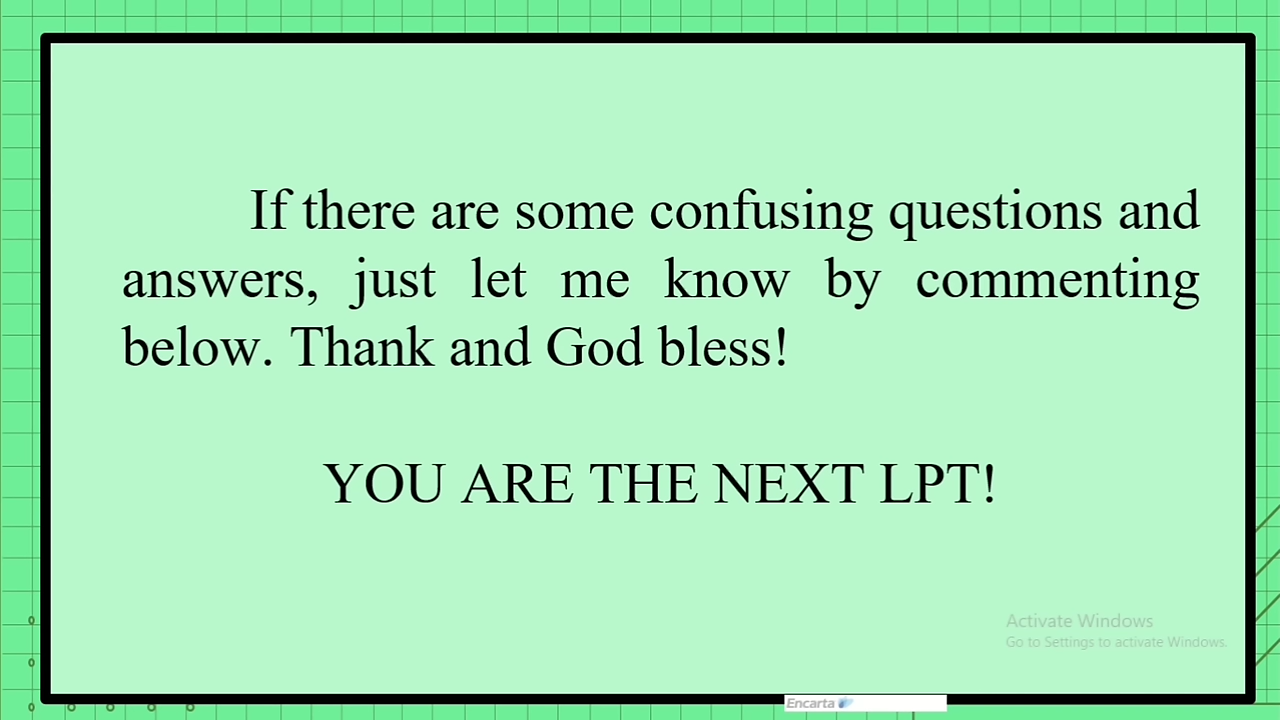 If there are some confusing questions and
answers, just let me know by commenting
below. Thank and God bless!
YOU ARE THE NEXT LPT!
Activate Windows
Go to Settings to activate Windows.
Encarta